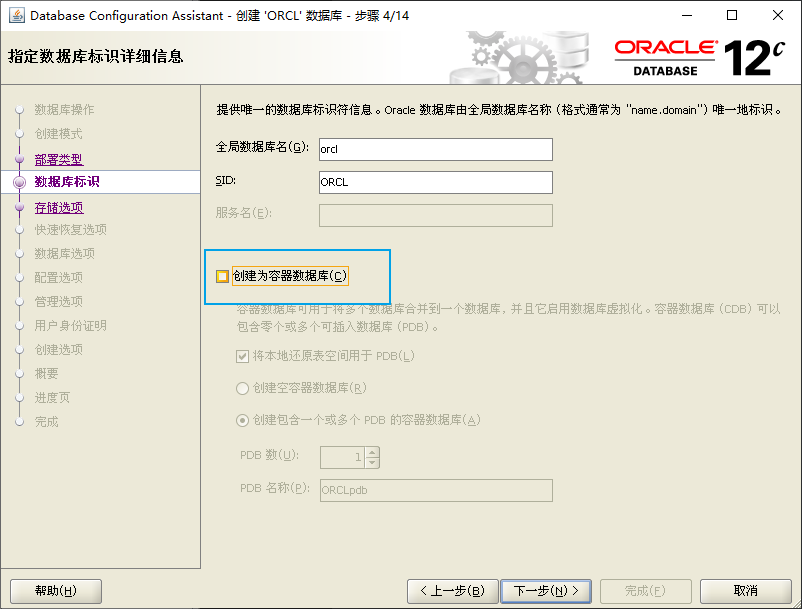 Database Configuration Assistant - 创建 'ORCL' 数据库 - 步骤 4/14
指定数据库标识详细信息
ORACLE
DATABASE
12c
数据库操作
创建模式
部署类型
数据库标识
存储选项
快速恢复选项
数据库选项
配置选项
管理选项
用户身份证明
创建选项
概要
进度页
完成
提供唯一的数据库标识符信息。Oracle 数据库由全局数据库名称 (格式通常为 "name.domain") 唯一地标识。
全局数据库名(G): orcl
SID: ORCL
服务名(E):
创建为容器数据库(C)
容器数据库可用于将多个数据库合并到一个数据库, 并且它启用数据库虚拟化。容器数据库 (CDB) 可以
包含零个或多个可插入数据库 (PDB)。
将本地还原表空间用于 PDB(L)
创建空容器数据库(R)
创建包含一个或多个 PDB 的容器数据库(A)
PDB 数(U): 1
PDB 名称(P): ORCLpdb
帮助(H)
< 上一步(B)
下一步(N) >
完成(F)
取消